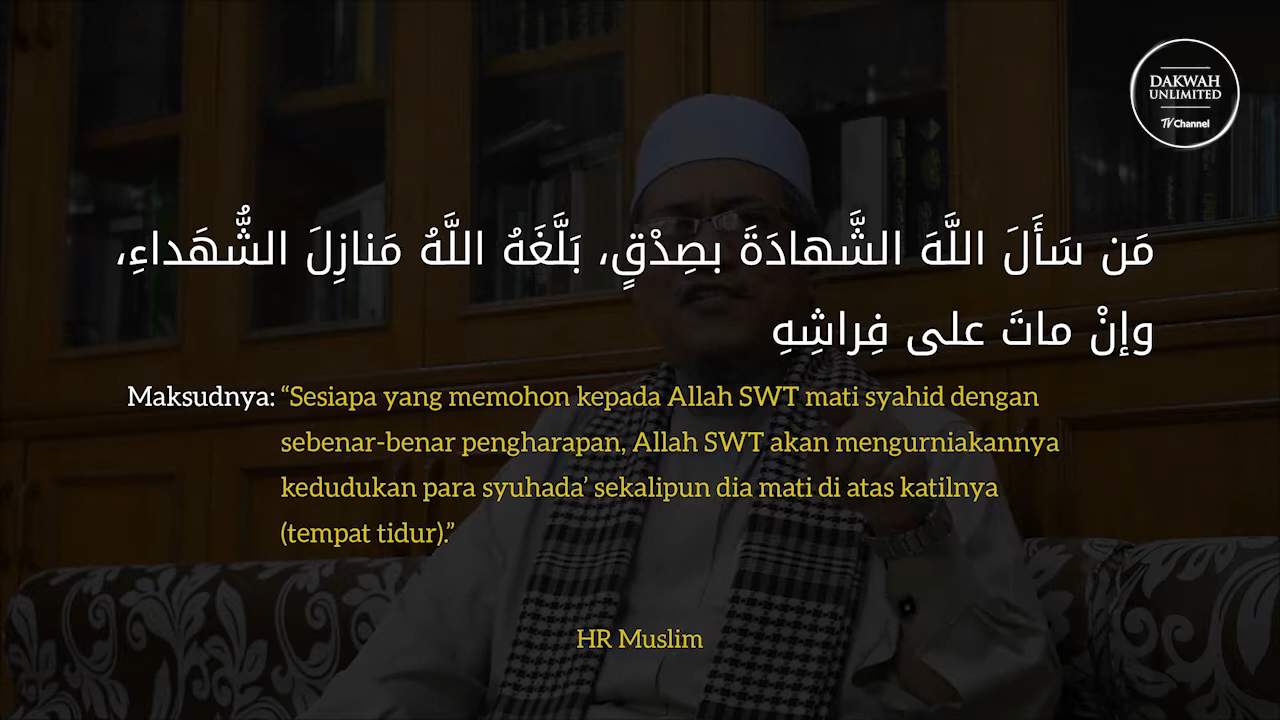 DAKWAH
UNLIMITED
TV Channel
مَن سَأَلَ اللَّهَ الشَّهادَةَ بصِدْقٍ، بَلَّغَهُ اللَّهُ مَنازِلَ الشُّهَداءِ،
وإنْ ماتَ على فِراشِهِ
Maksudnya: “Sesiapa yang memohon kepada Allah SWT mati syahid dengan
sebenar-benar pengharapan, Allah SWT akan mengurniakannya
kedudukan para syuhada’ sekalipun dia mati di atas katilnya
(tempat tidur).”
HR Muslim